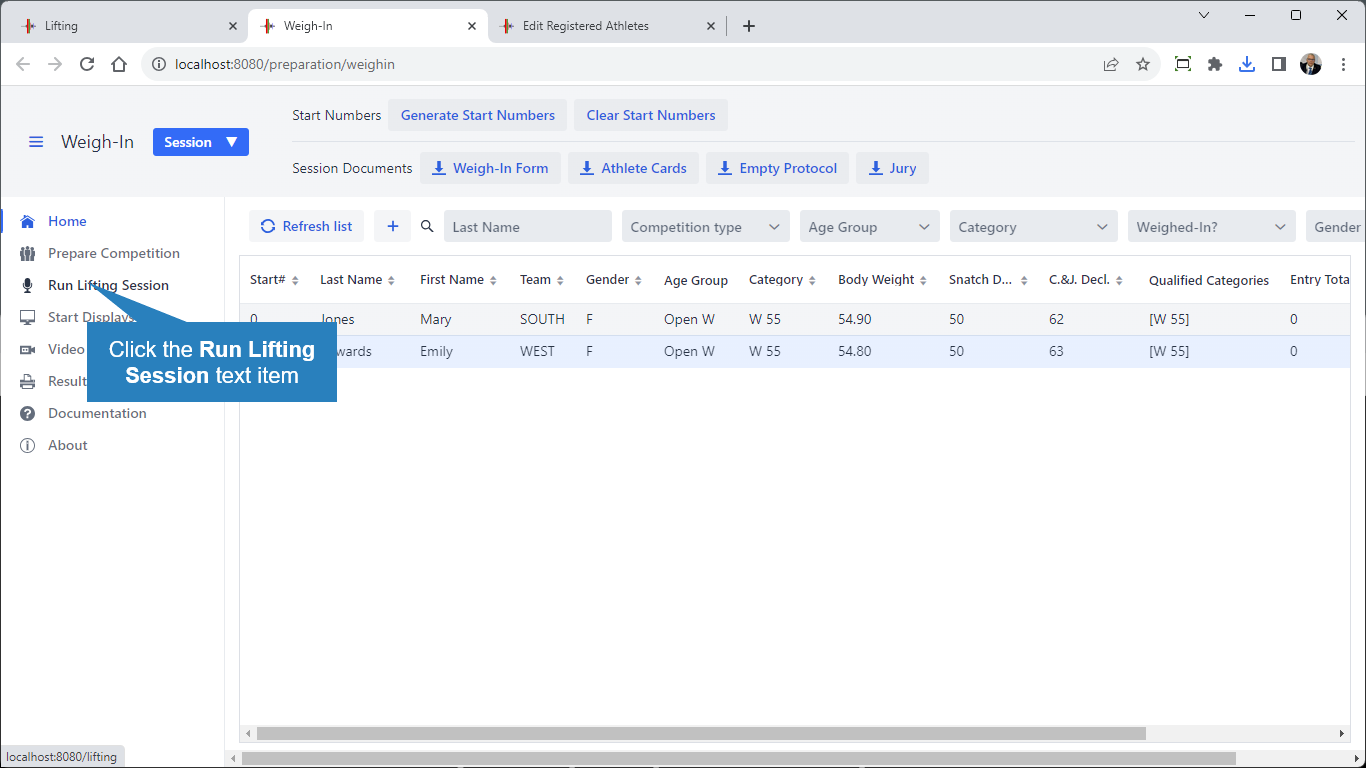 Lifting
Weigh-In
Edit Registered Athletes
localhost:8080/preparation/weighin
Weigh-In
Session
Start Numbers
Generate Start Numbers
Clear Start Numbers
Session Documents
Weigh-In Form
Athlete Cards
Empty Protocol
Jury
Home
Prepare Competition
Run Lifting Session
Start Displays
Video
Result
Documentation
About
Click the Run Lifting
Session text item
Refresh list
Last Name
Competition type
Age Group
Category
Weighed-In?
Gender
Start# Last Name First Name Team Gender Age Group Category Body Weight Snatch D... C.&J. Decl. Qualified Categories Entry Tota
0 Jones Mary SOUTH F Open W W 55 54.90 50 62 [W 55] 0
wards Emily WEST F Open W W 55 54.80 50 63 [W 55] 0
localhost:8080/lifting